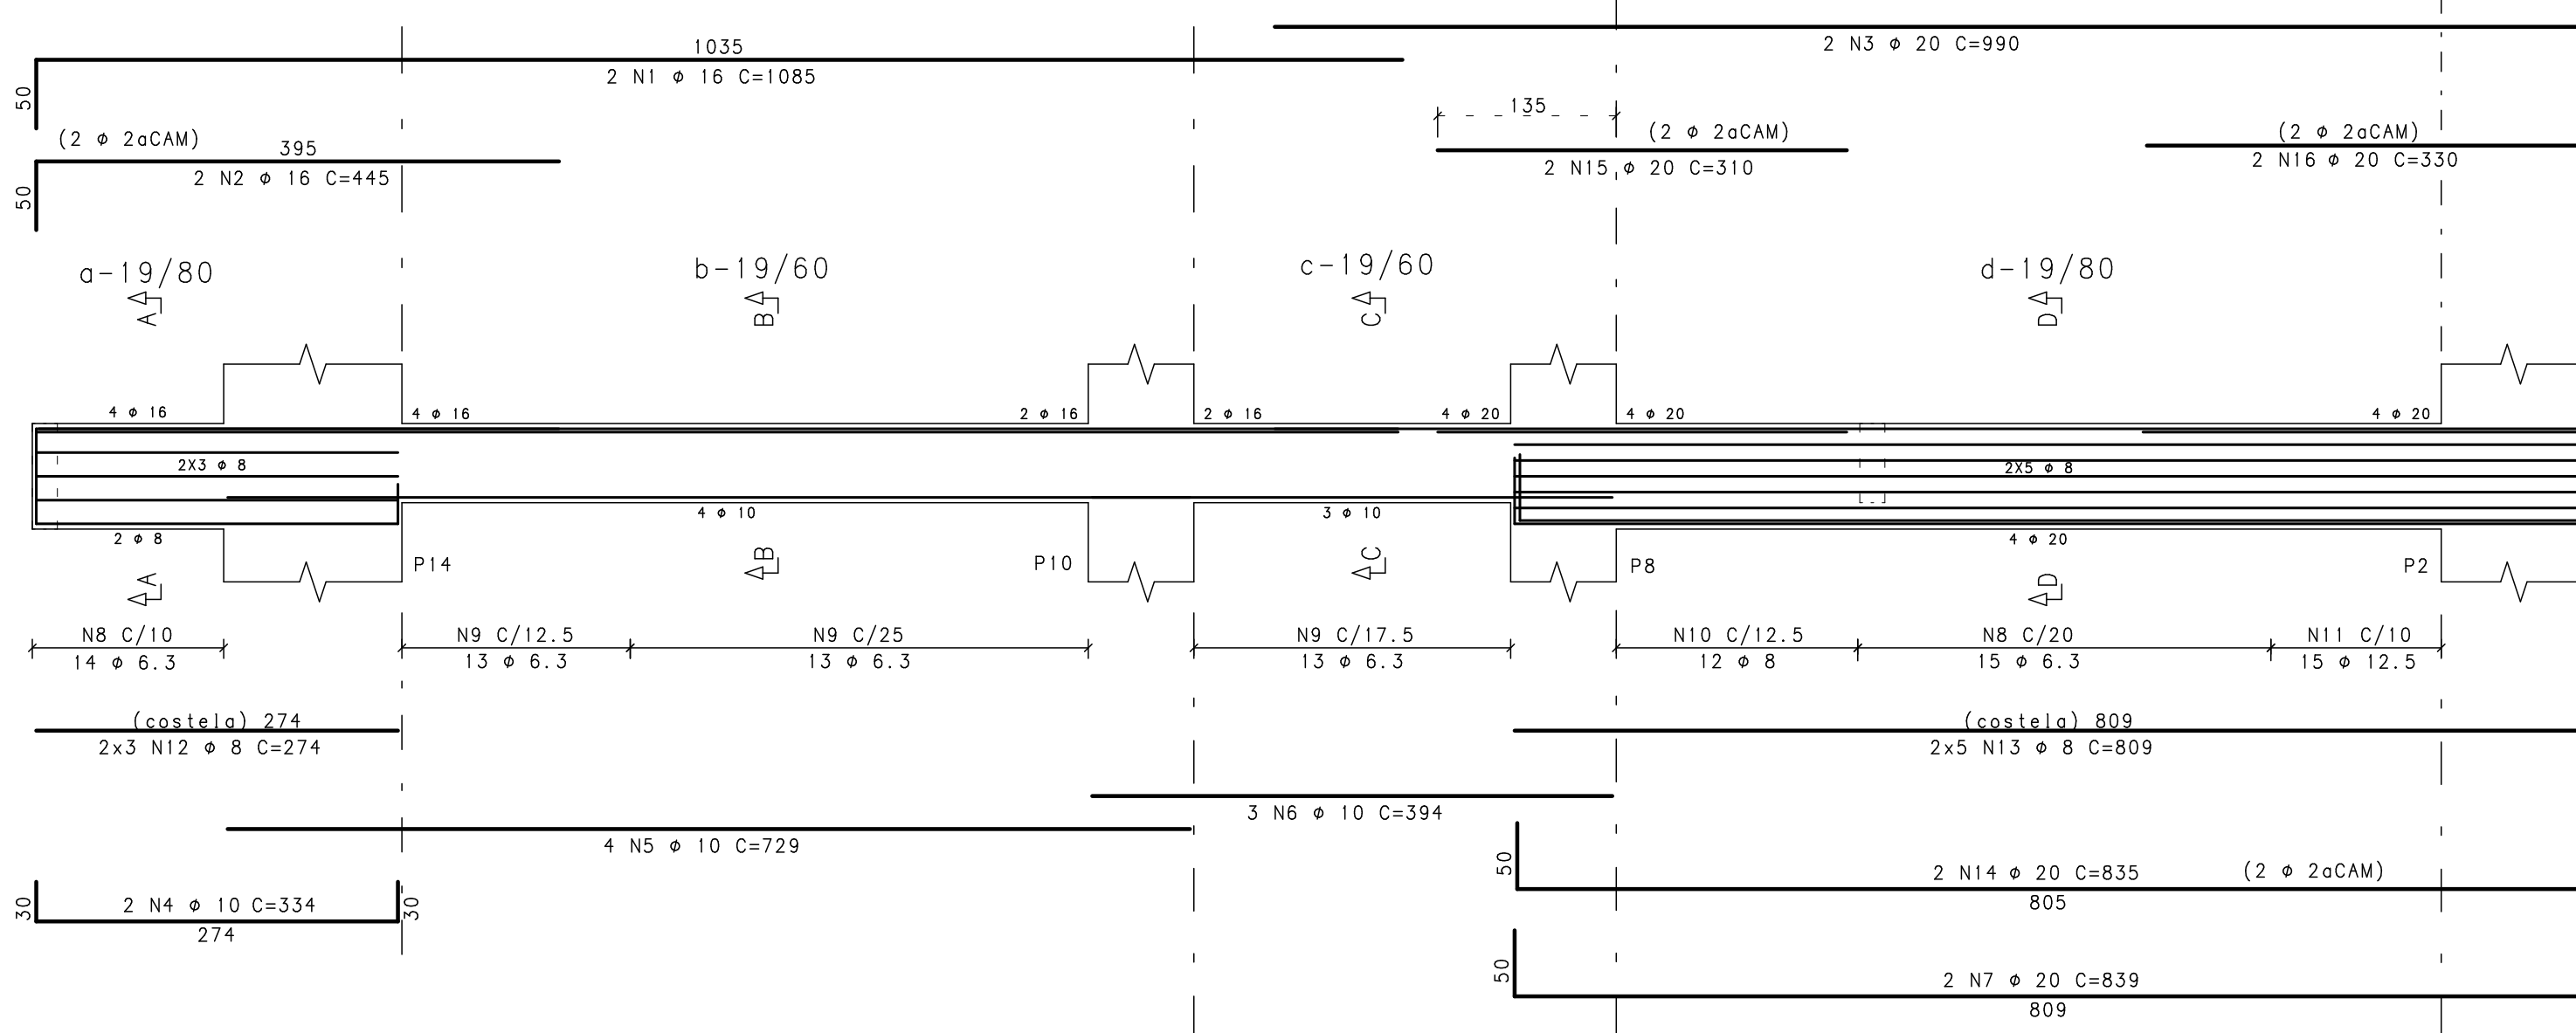 2 N3 ø 20 C=990
1035
2 N1 ø 16 C=1085
50
135
(2 ø 2aCAM)
395
2 N2 ø 16 C=445
50
(2 ø 2aCAM)
2 N15 ø 20 C=310
(2 ø 2aCAM)
2 N16 ø 20 C=330
a-19/80
b-19/60
c-19/60
d-19/80
A
B
C
D
4 ø 16
4 ø 16
2 ø 16
2 ø 16
4 ø 20
4 ø 20
4 ø 20
2X3 ø 8
2X5 ø 8
2 ø 8
4 ø 10
3 ø 10
4 ø 20
A
P14
B
P10
C
P8
D
P2
N8 C/10
14 ø 6.3
N9 C/12.5
13 ø 6.3
N9 C/25
13 ø 6.3
N9 C/17.5
13 ø 6.3
N10 C/12.5
12 ø 8
N8 C/20
15 ø 6.3
N11 C/10
15 ø 12.5
(costela) 274
2x3 N12 ø 8 C=274
(costela) 809
2x5 N13 ø 8 C=809
3 N6 ø 10 C=394
4 N5 ø 10 C=729
50
2 N14 ø 20 C=835
(2 ø 2aCAM)
805
30
2 N4 ø 10 C=334
30
274
50
2 N7 ø 20 C=839
809